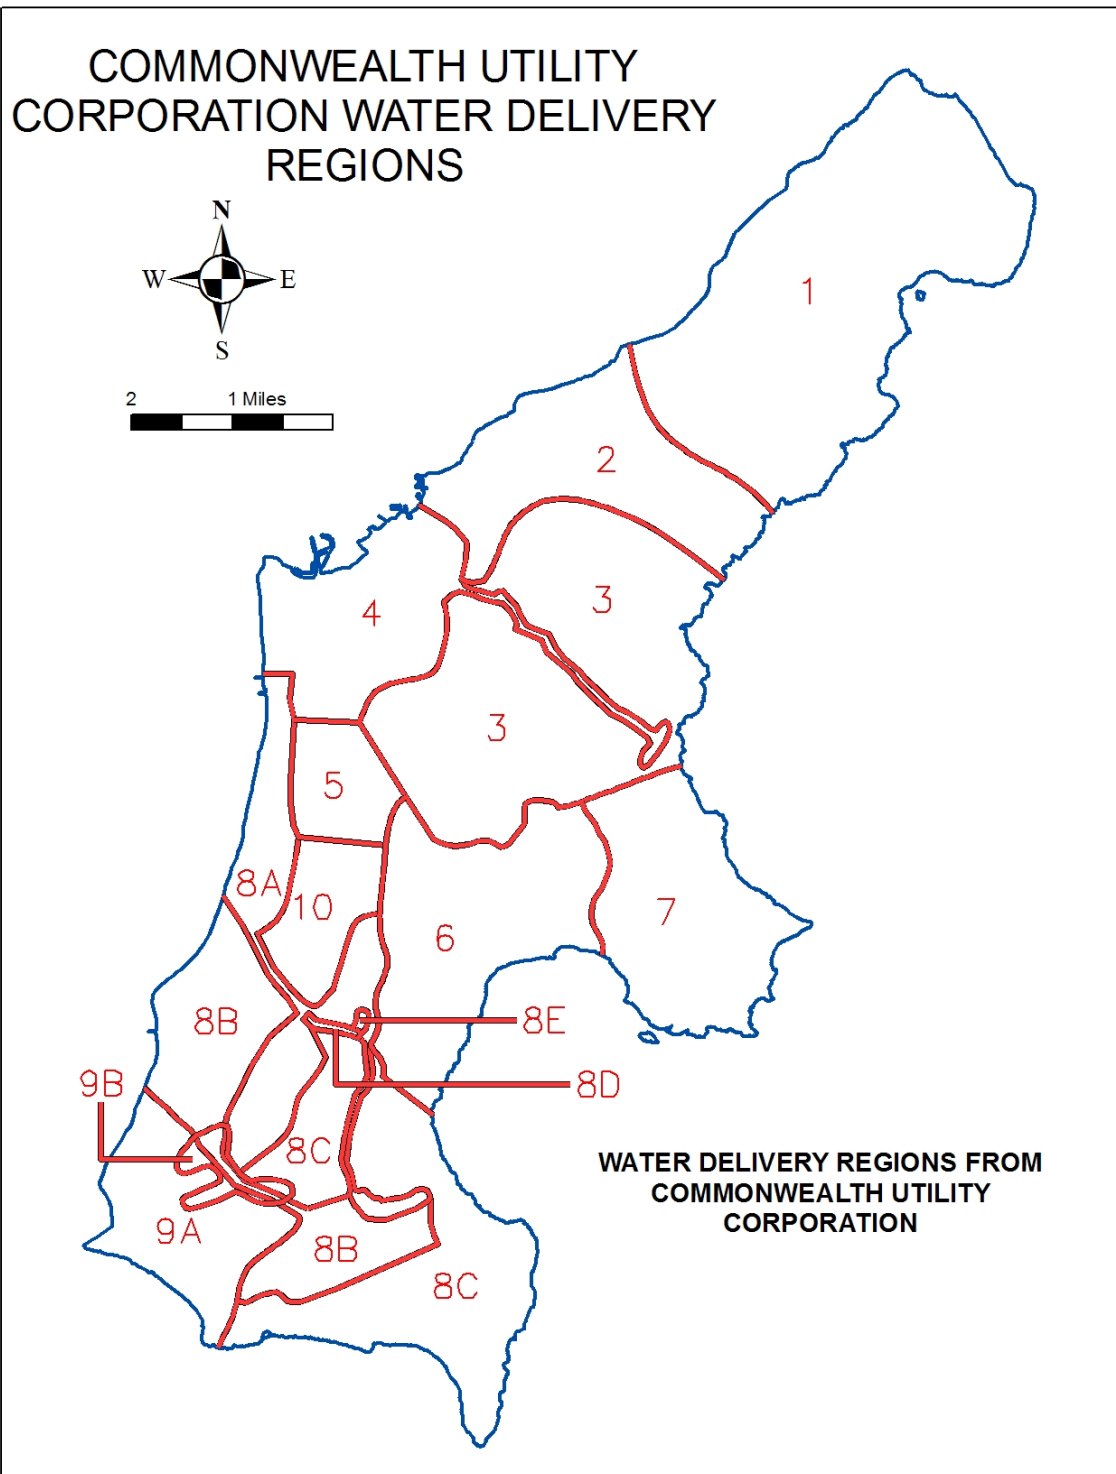 COMMONWEALTH UTILITY
CORPORATION WATER DELIVERY
REGIONS
N
W E
S
2 1 Miles
1
2
3
4
3
5
8A
10
7
6
8B
8E
9B
8D
8C
WATER DELIVERY REGIONS FROM
COMMONWEALTH UTILITY
CORPORATION
9A
8B
8C